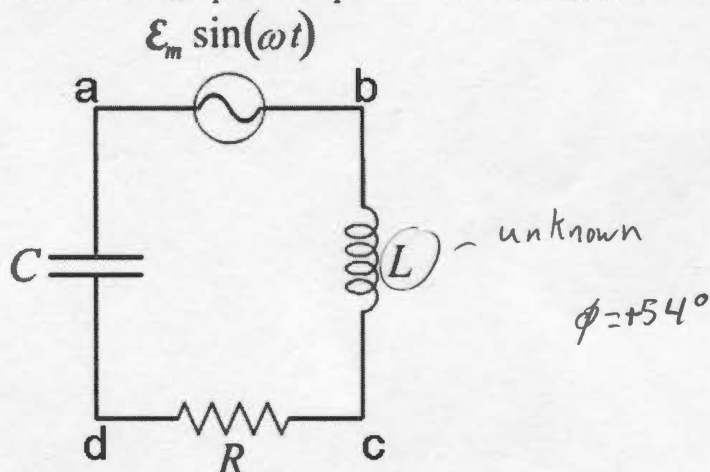 ℰₘ sin(ωt)
a b
C
L - unknown
φ=+54°
d c
R